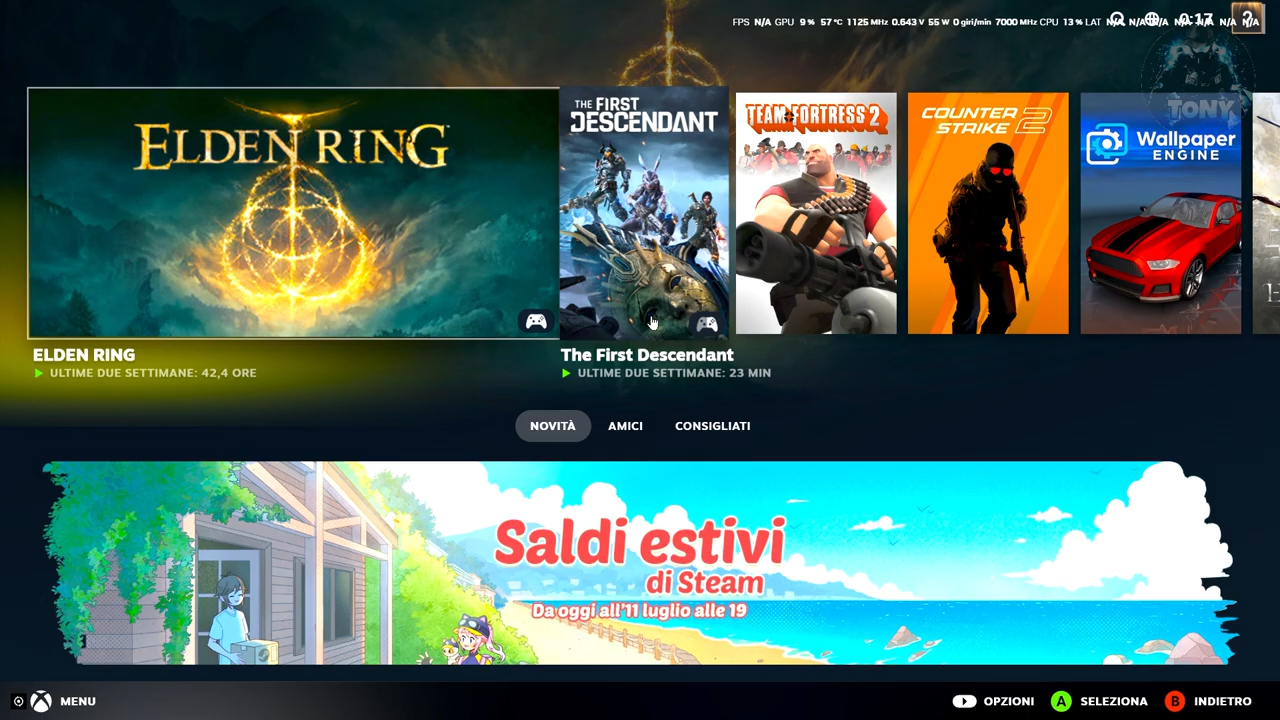 FPS N/A GPU 9 % 57 °C 1125 MHz 0.643 V 55 W 0 giri/min 7000 MHz CPU 13 % LAT N/A N/A N/A N/A N/A N/A
0:17
TONY
ELDEN RING
THE FIRST DESCENDANT
TEAM FORTRESS 2
COUNTER STRIKE 2
Wallpaper ENGINE
ELDEN RING
ULTIME DUE SETTIMANE: 42,4 ORE
The First Descendant
ULTIME DUE SETTIMANE: 23 MIN
NOVITÀ AMICI CONSIGLIATI
Saldi estivi
di Steam
Da oggi all'11 luglio alle 19
MENU OPZIONI A SELEZIONA B INDIETRO